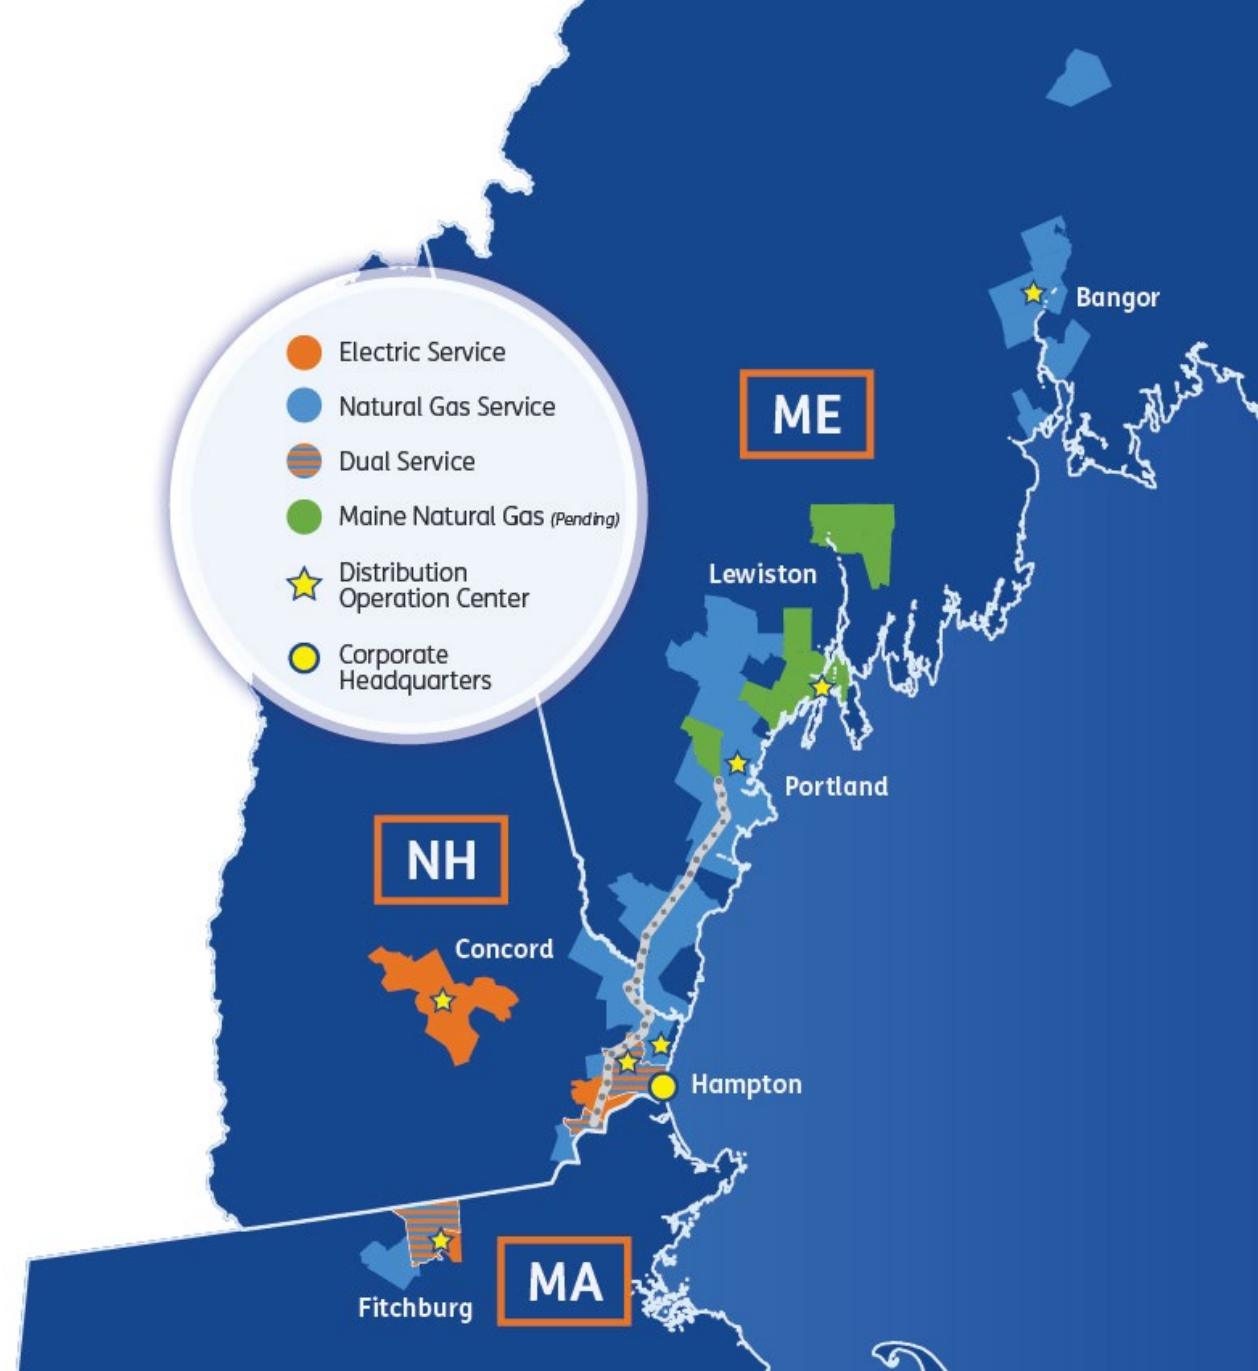 Electric Service
Natural Gas Service
Dual Service
Maine Natural Gas (Pending)
Distribution
Operation Center
Corporate
Headquarters
Bangor
ME
Lewiston
Portland
NH
Concord
Hampton
MA
Fitchburg